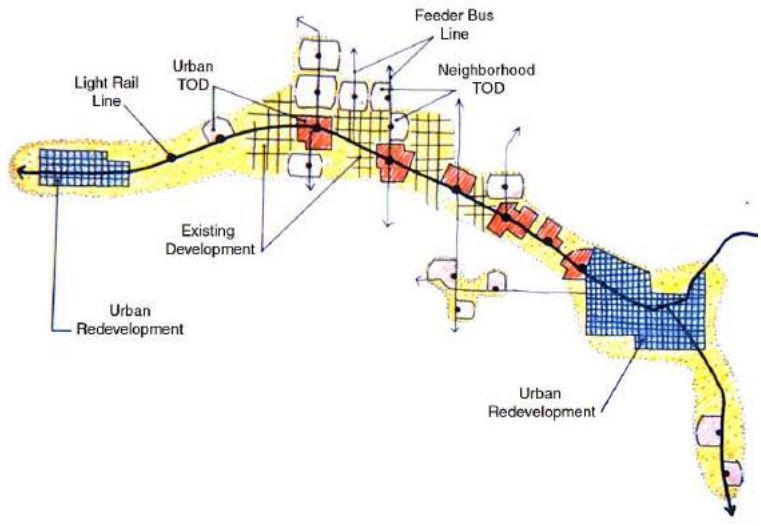 Feeder Bus
Line
Urban
TOD
Neighborhood
TOD
Light Rail
Line
Existing
Development
Urban
Redevelopment
Urban
Redevelopment